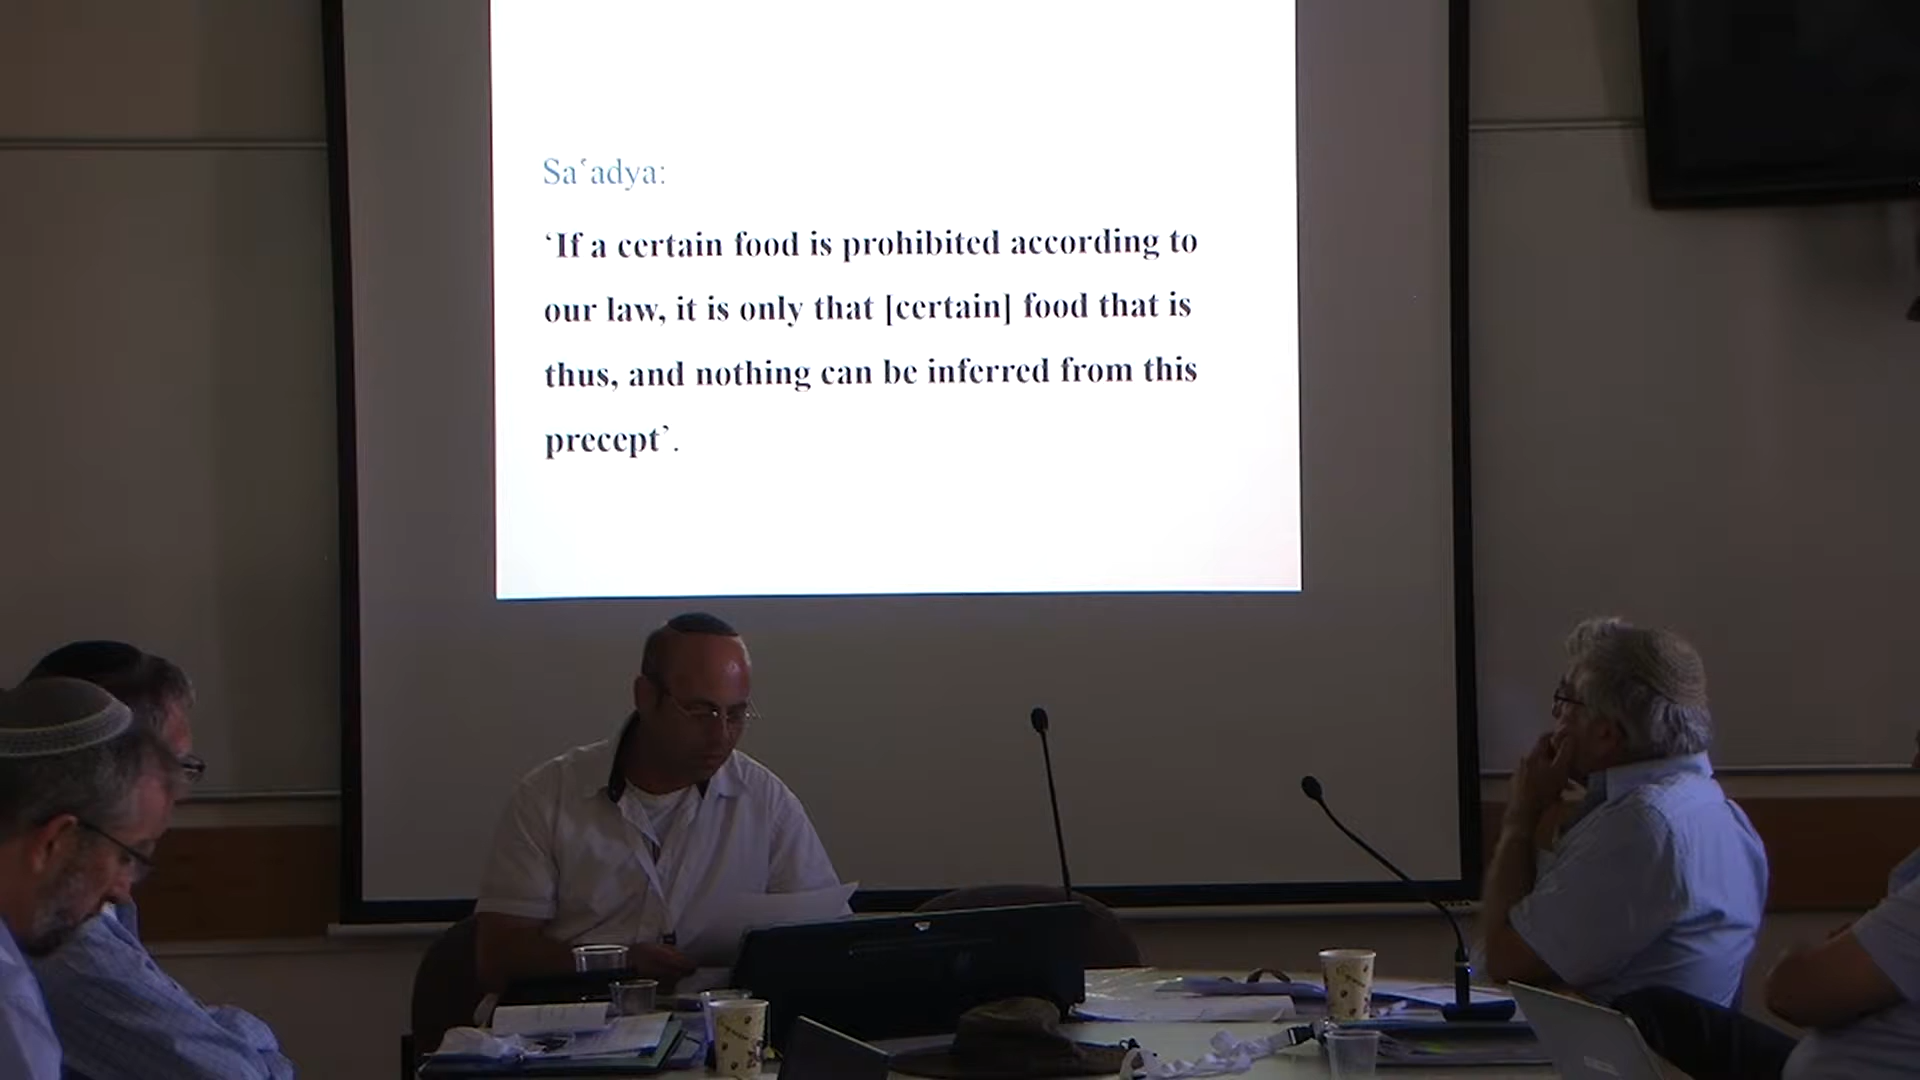 Saʿadya:
‘If a certain food is prohibited according to
our law, it is only that [certain] food that is
thus, and nothing can be inferred from this
precept’.